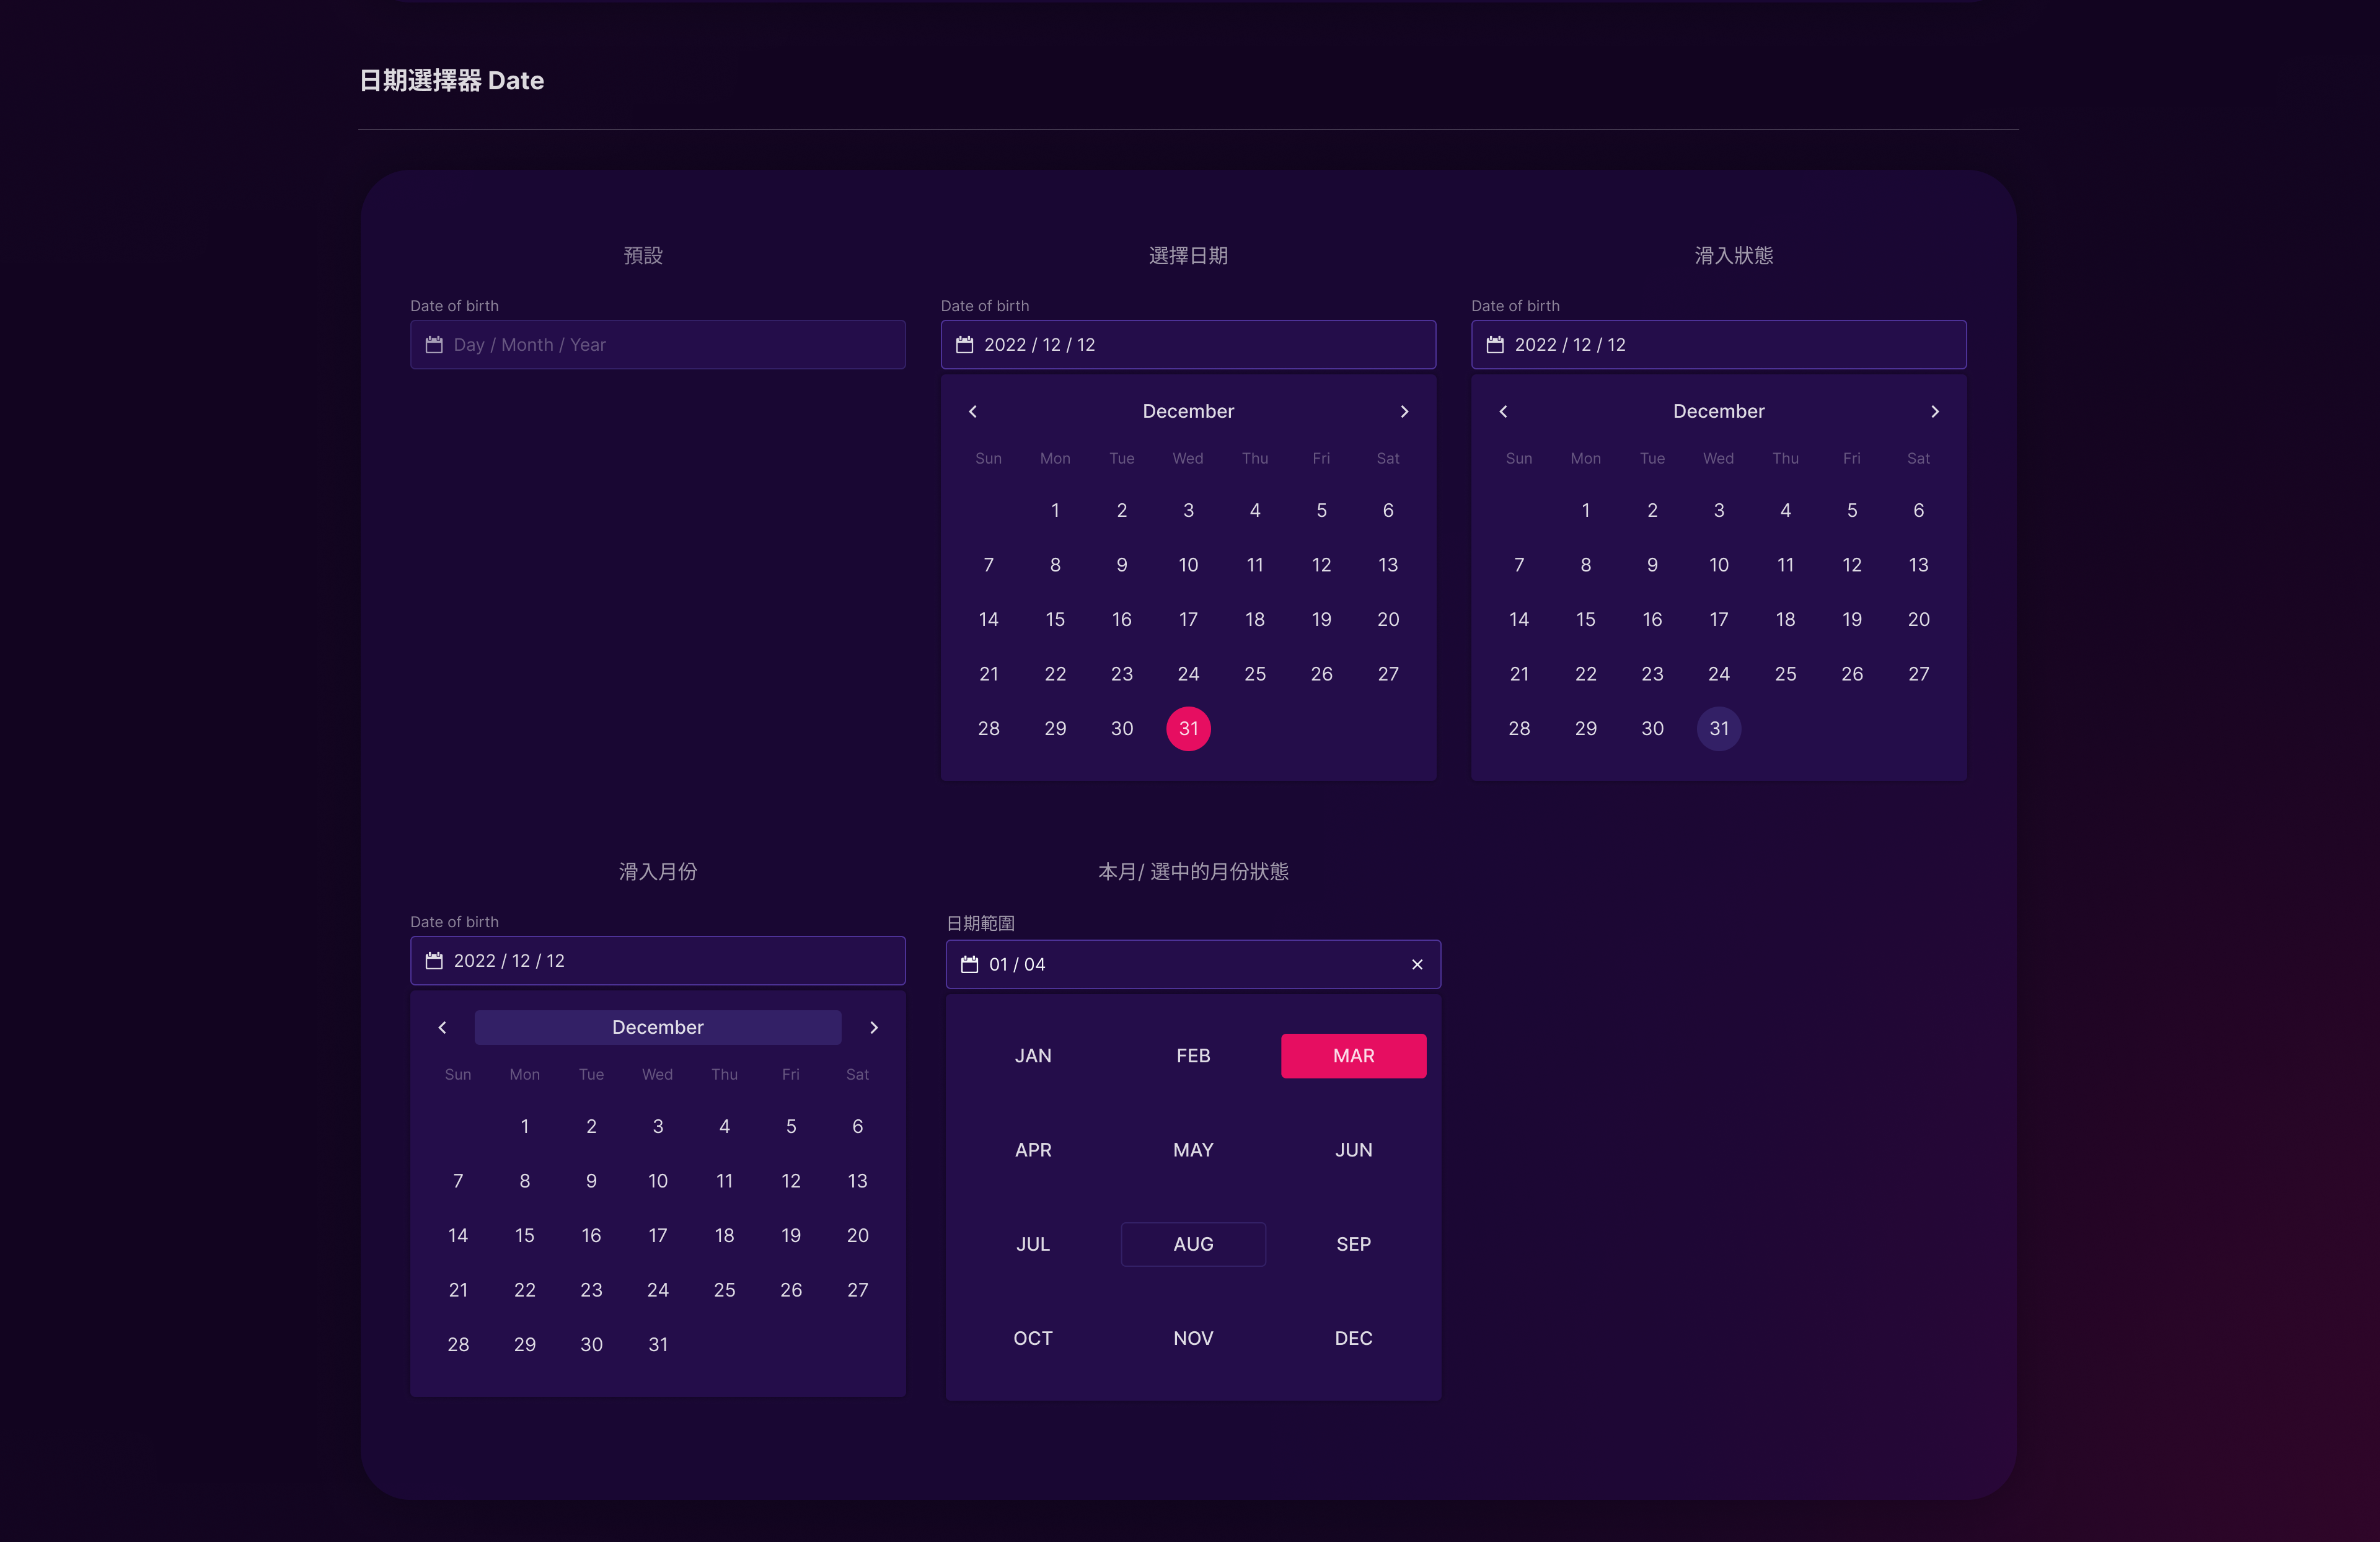 日期選擇器 Date
預設
Date of birth
Day / Month / Year
選擇日期
Date of birth
2022 / 12 / 12
December
Sun Mon Tue Wed Thu Fri Sat
1 2 3 4 5 6
7 8 9 10 11 12 13
14 15 16 17 18 19 20
21 22 23 24 25 26 27
28 29 30 31
滑入狀態
Date of birth
2022 / 12 / 12
December
Sun Mon Tue Wed Thu Fri Sat
1 2 3 4 5 6
7 8 9 10 11 12 13
14 15 16 17 18 19 20
21 22 23 24 25 26 27
28 29 30 31
滑入月份
Date of birth
2022 / 12 / 12
December
Sun Mon Tue Wed Thu Fri Sat
1 2 3 4 5 6
7 8 9 10 11 12 13
14 15 16 17 18 19 20
21 22 23 24 25 26 27
28 29 30 31
本月/ 選中的月份狀態
日期範圍
01 / 04
JAN FEB MAR
APR MAY JUN
JUL AUG SEP
OCT NOV DEC